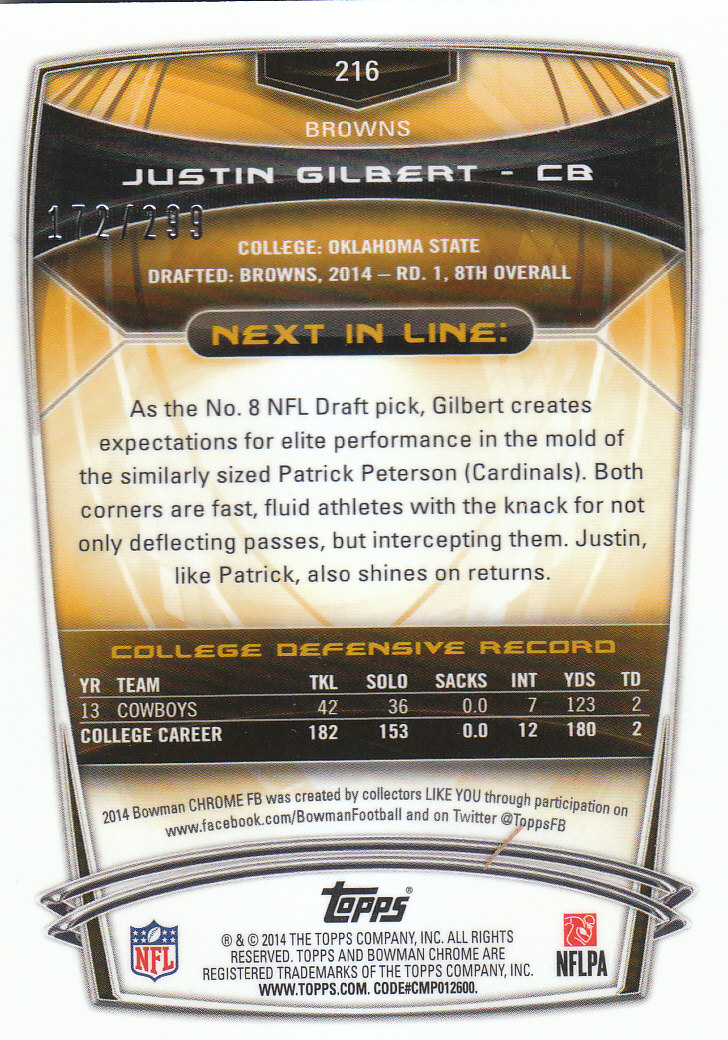 216
BROWNS
JUSTIN GILBERT - CB
172/299
COLLEGE: OKLAHOMA STATE
DRAFTED: BROWNS, 2014 – RD. 1, 8TH OVERALL
NEXT IN LINE:
As the No. 8 NFL Draft pick, Gilbert creates
expectations for elite performance in the mold of
the similarly sized Patrick Peterson (Cardinals). Both
corners are fast, fluid athletes with the knack for not
only deflecting passes, but intercepting them. Justin,
like Patrick, also shines on returns.
COLLEGE DEFENSIVE RECORD
YR TEAM TKL SOLO SACKS INT YDS TD
13 COWBOYS 42 36 0.0 7 123 2
COLLEGE CAREER 182 153 0.0 12 180 2
2014 Bowman CHROME FB was created by collectors LIKE YOU through participation on
www.facebook.com/BowmanFootball and on Twitter @ToppsFB
Topps®
NFL
® & © 2014 THE TOPPS COMPANY, INC. ALL RIGHTS
RESERVED. TOPPS AND BOWMAN CHROME ARE
REGISTERED TRADEMARKS OF THE TOPPS COMPANY, INC.
WWW.TOPPS.COM. CODE#CMP012600.
NFLPA